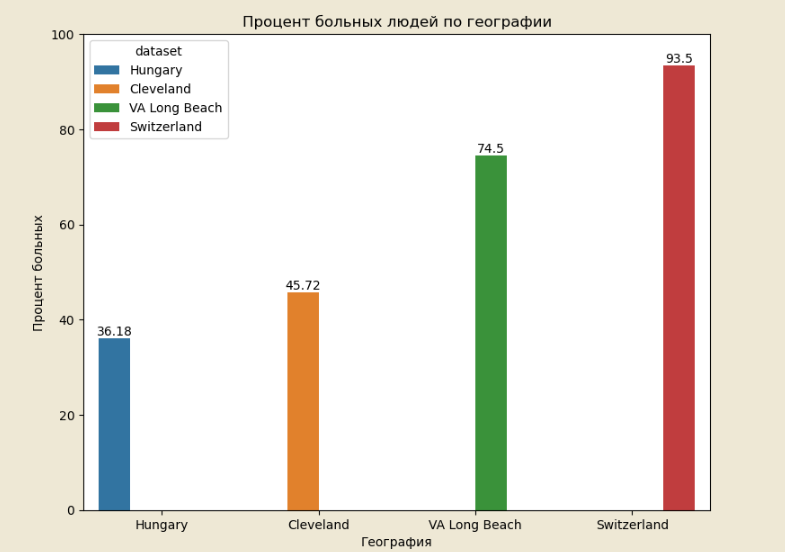 Процент больных людей по географии
100
80
60
40
20
0
Процент больных
dataset
Hungary
Cleveland
VA Long Beach
Switzerland
36.18
45.72
74.5
93.5
Hungary
Cleveland
VA Long Beach
Switzerland
География